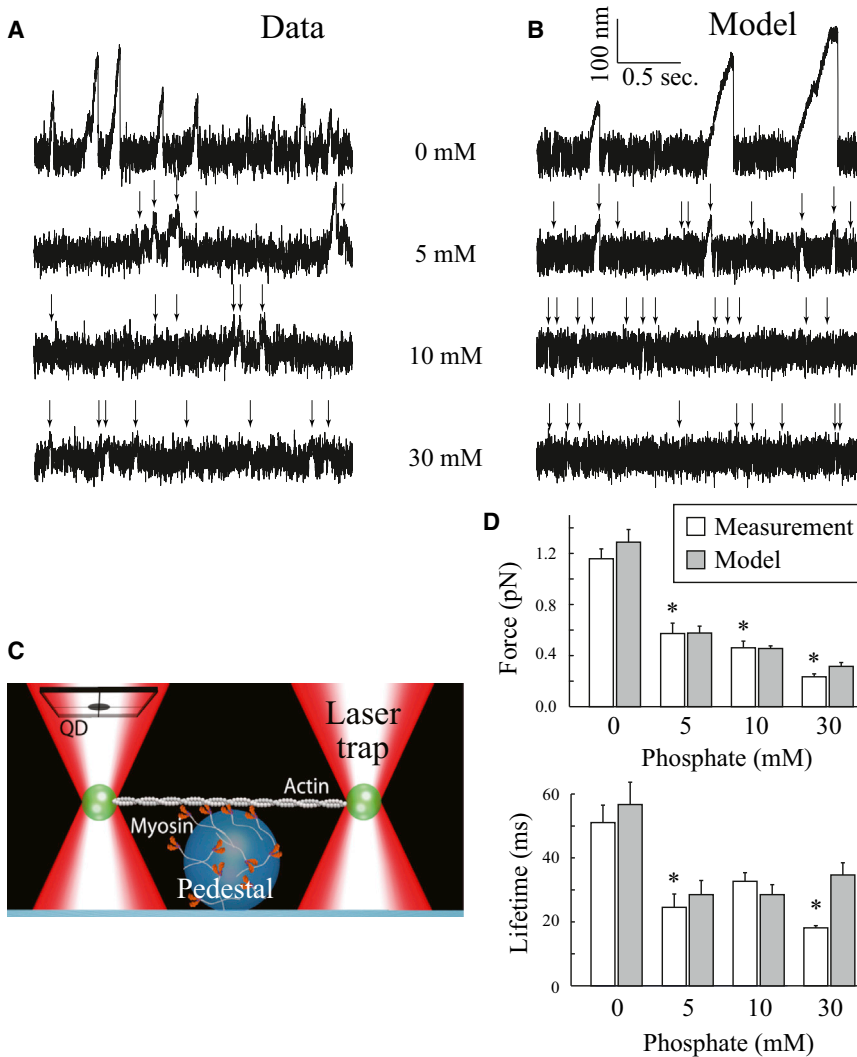 A
Data
B
Model
100 nm
0.5 sec.
0 mM
5 mM
10 mM
30 mM
C
QD
Laser
trap
Actin
Myosin
Pedestal
D
Measurement
Model
Force (pN)
1.2
0.8
0.4
0.0
*
*
*
0 5 10 30
Phosphate (mM)
Lifetime (ms)
60
40
20
0
*
*
0 5 10 30
Phosphate (mM)